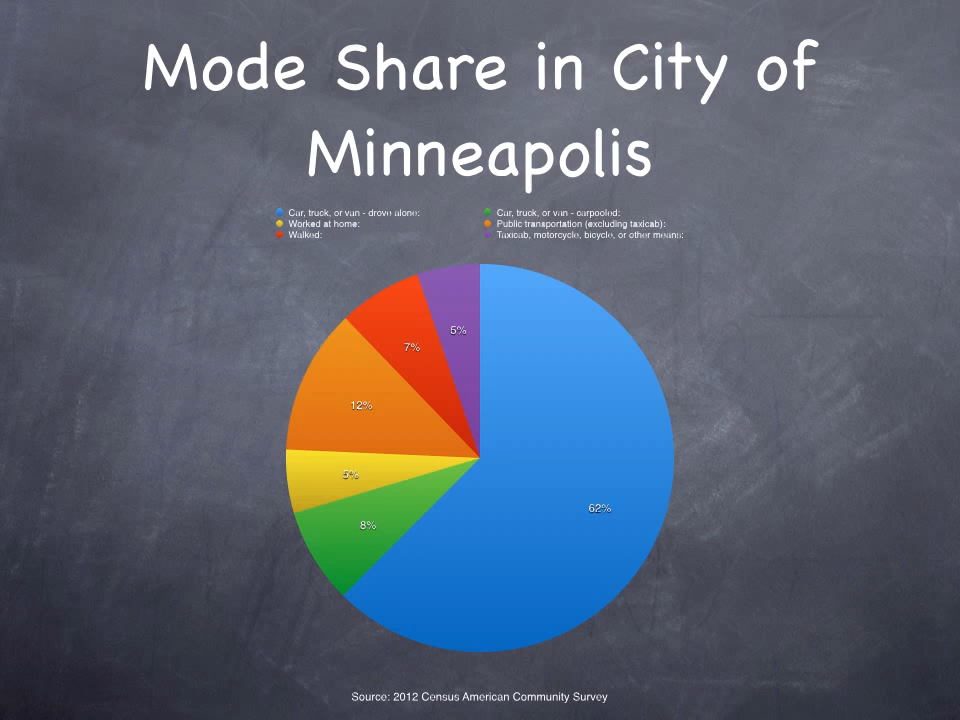 Mode Share in City of
Minneapolis
Car, truck, or van - drove alone:
Car, truck, or van - carpooled:
Worked at home:
Public transportation (excluding taxicab):
Walked:
Taxicab, motorcycle, bicycle, or other means:
5%
7%
12%
5%
62%
8%
Source: 2012 Census American Community Survey